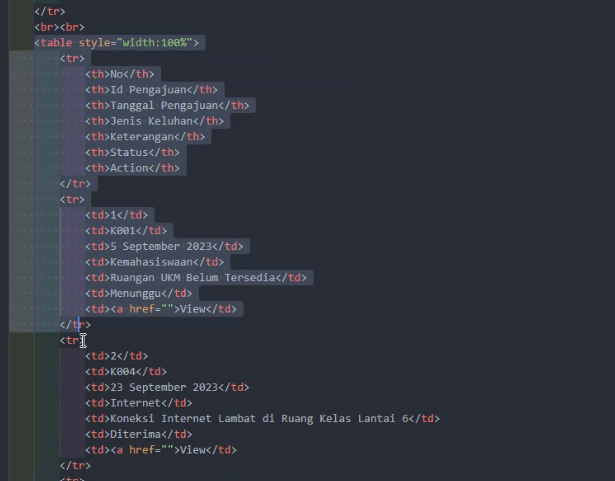 </tr>
<br><br>
<table style="width:100%">
<tr>
<th>No</th>
<th>Id Pengajuan</th>
<th>Tanggal Pengajuan</th>
<th>Jenis Keluhan</th>
<th>Keterangan</th>
<th>Status</th>
<th>Action</th>
</tr>
<tr>
<td>1</td>
<td>K001</td>
<td>5 September 2023</td>
<td>Kemahasiswaan</td>
<td>Ruangan UKM Belum Tersedia</td>
<td>Menunggu</td>
<td><a href="">View</td>
</tr>
<tr>
<td>2</td>
<td>K004</td>
<td>23 September 2023</td>
<td>Internet</td>
<td>Koneksi Internet Lambat di Ruang Kelas Lantai 6</td>
<td>Diterima</td>
<td><a href="">View</td>
</tr>
<tr>